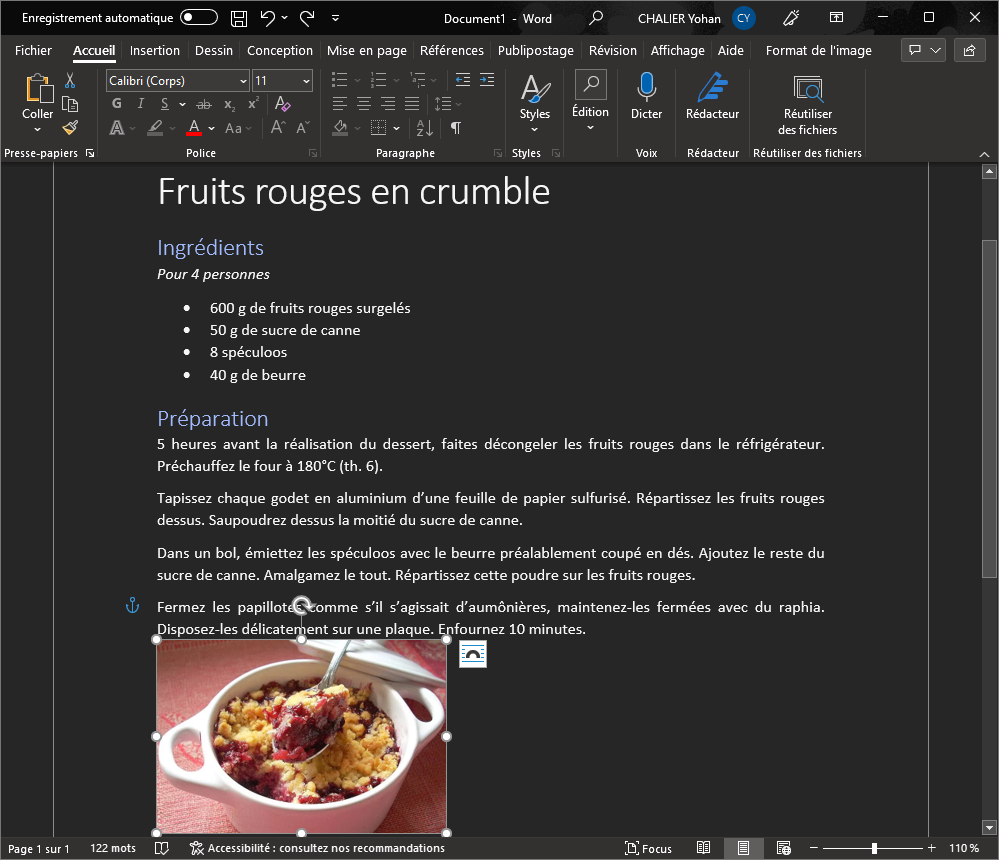 Enregistrement automatique
Document1 - Word
CHALIER Yohan
CY
Fichier Accueil Insertion Dessin Conception Mise en page Références Publipostage Révision Affichage Aide Format de l'image
Coller
Presse-papiers
Calibri (Corps) 11
G I S ab x₂ x² A
A A Aa A A
Police
Paragraphe
Styles
Styles
Édition
Dicter
Voix
Rédacteur
Rédacteur
Réutiliser
des fichiers
Réutiliser des fichiers
Fruits rouges en crumble
Ingrédients
Pour 4 personnes
• 600 g de fruits rouges surgelés
• 50 g de sucre de canne
• 8 spéculoos
• 40 g de beurre
Préparation
5 heures avant la réalisation du dessert, faites décongeler les fruits rouges dans le réfrigérateur.
Préchauffez le four à 180°C (th. 6).
Tapissez chaque godet en aluminium d’une feuille de papier sulfurisé. Répartissez les fruits rouges
dessus. Saupoudrez dessus la moitié du sucre de canne.
Dans un bol, émiettez les spéculoos avec le beurre préalablement coupé en dés. Ajoutez le reste du
sucre de canne. Amalgamez le tout. Répartissez cette poudre sur les fruits rouges.
Fermez les papillotes comme s’il s’agissait d’aumônières, maintenez-les fermées avec du raphia.
Disposez-les délicatement sur une plaque. Enfournez 10 minutes.
Page 1 sur 1 122 mots Accessibilité : consultez nos recommandations Focus 110 %